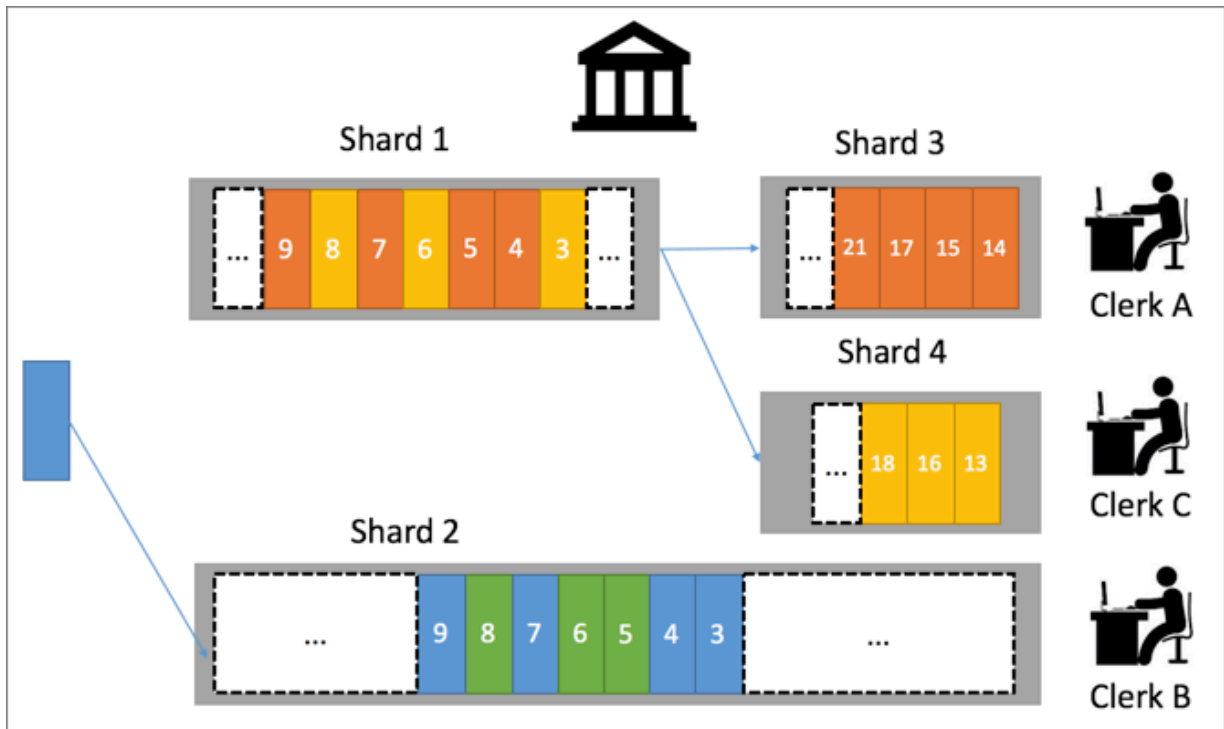 Shard 1
... 9 8 7 6 5 4 3 ...
Shard 3
... 21 17 15 14
Clerk A
Shard 4
... 18 16 13
Clerk C
Shard 2
... 9 8 7 6 5 4 3 ...
Clerk B